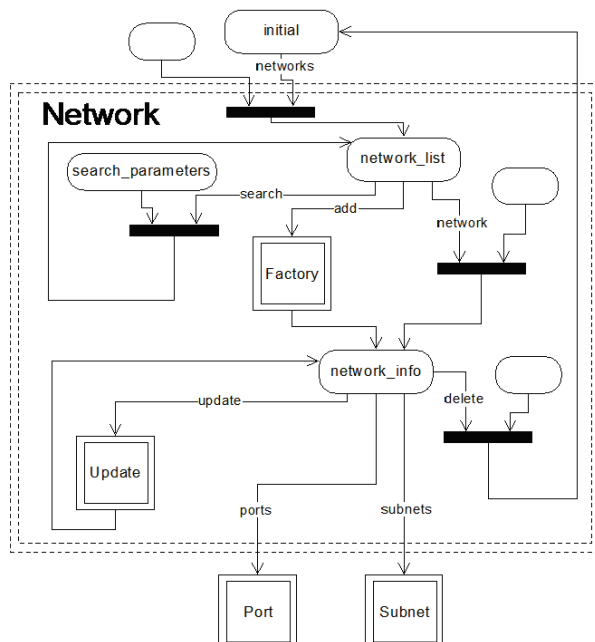 initial
networks
Network
network_list
search_parameters
search
add
network
Factory
network_info
update
delete
Update
ports
subnets
Port
Subnet